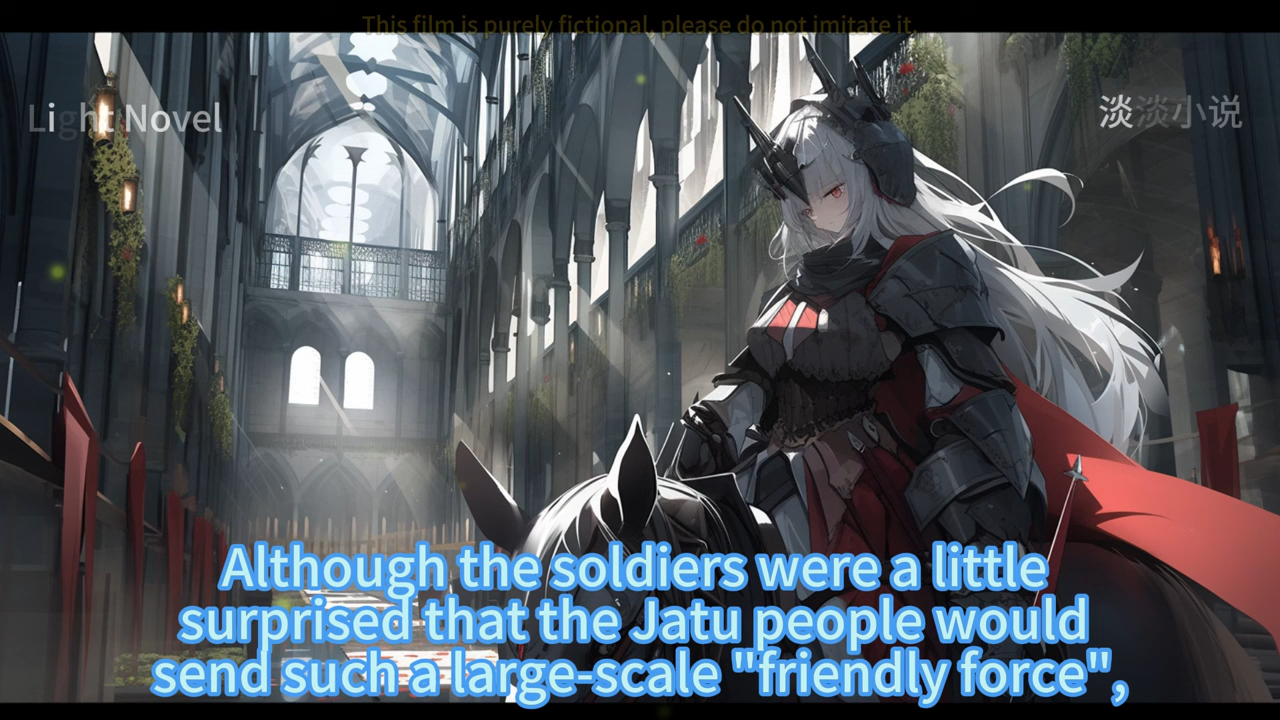 This film is purely fictional, please do not imitate it.
Light Novel
淡淡小说
Although the soldiers were a little
surprised that the Jatu people would
send such a large-scale "friendly force",